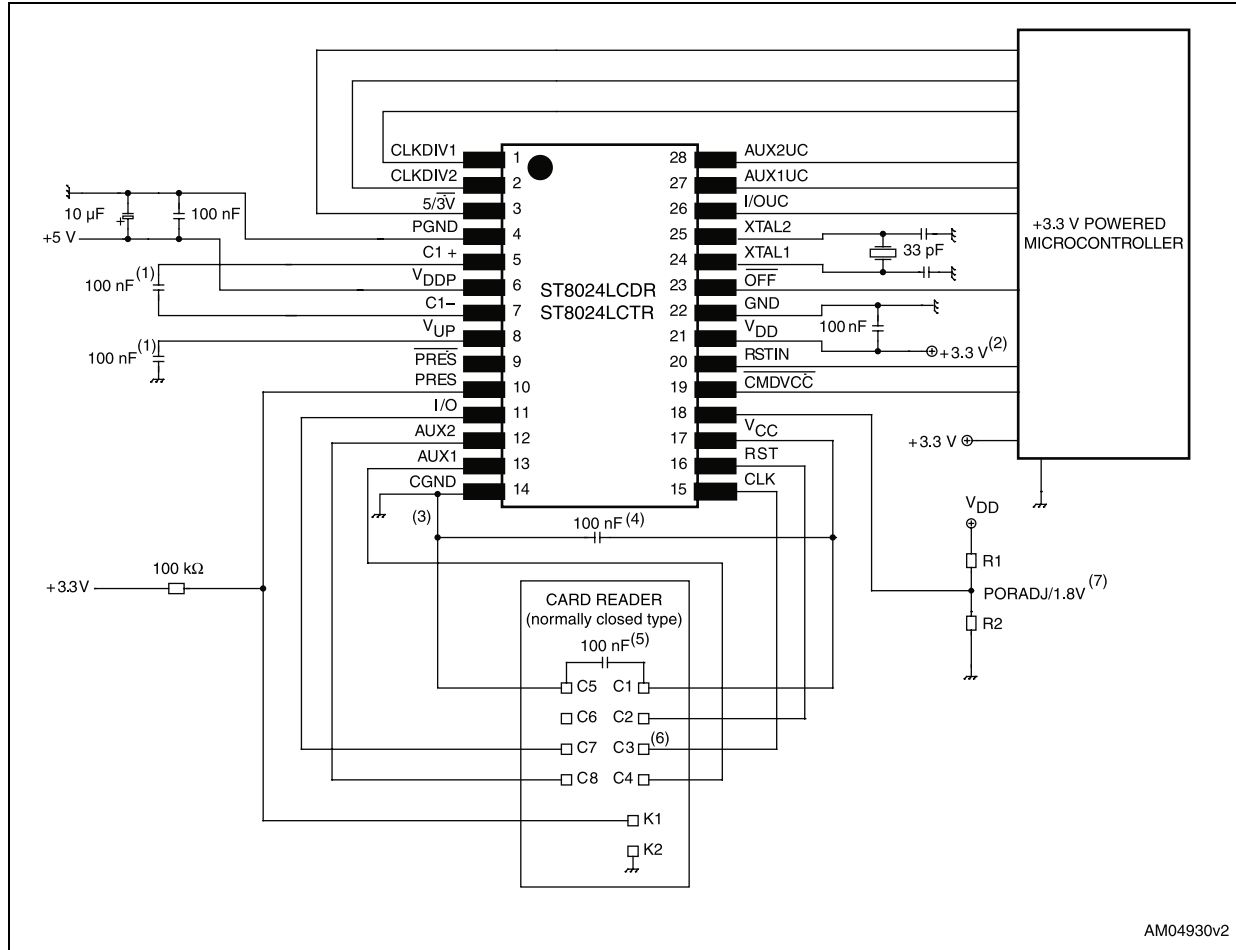 CLKDIV1 1
CLKDIV2 2
5/3V 3
PGND 4
C1 + 5
VDDP 6
C1– 7
VUP 8
PRES 9
PRES 10
I/O 11
AUX2 12
AUX1 13
CGND 14
28 AUX2UC
27 AUX1UC
26 I/OUC
25 XTAL2
24 XTAL1
23 OFF
22 GND
21 VDD
20 RSTIN
19 CMDVCC
18
17 VCC
16 RST
15 CLK
ST8024LCDR
ST8024LCTR
10 µF
+
100 nF
+5 V
100 nF(1)
100 nF(1)
33 pF
100 nF
+3.3 V(2)
+3.3 V POWERED
MICROCONTROLLER
+3.3 V
(3)
100 nF(4)
VDD
R1
PORADJ/1.8V(7)
R2
+3.3V
100 kΩ
CARD READER
(normally closed type)
100 nF(5)
C5 C1
C6 C2
C7 C3(6)
C8 C4
K1
K2
AM04930v2